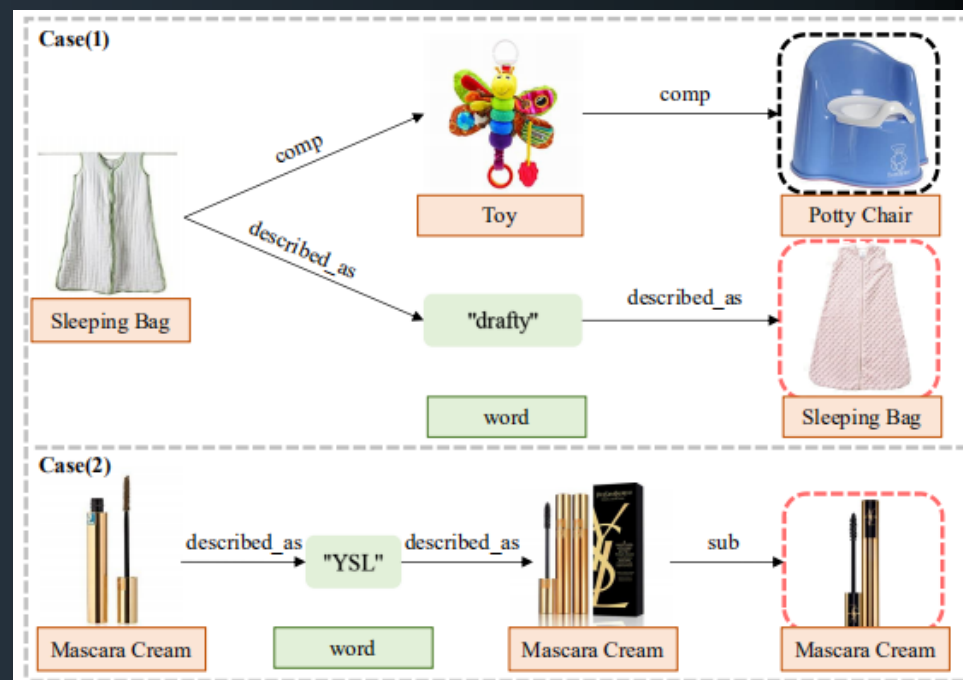 Case(1)
comp
comp
Toy
Potty Chair
described_as
"drafty"
described_as
Sleeping Bag
word
Sleeping Bag
Case(2)
described_as
"YSL"
described_as
sub
YSL
Mascara Cream
word
Mascara Cream
Mascara Cream